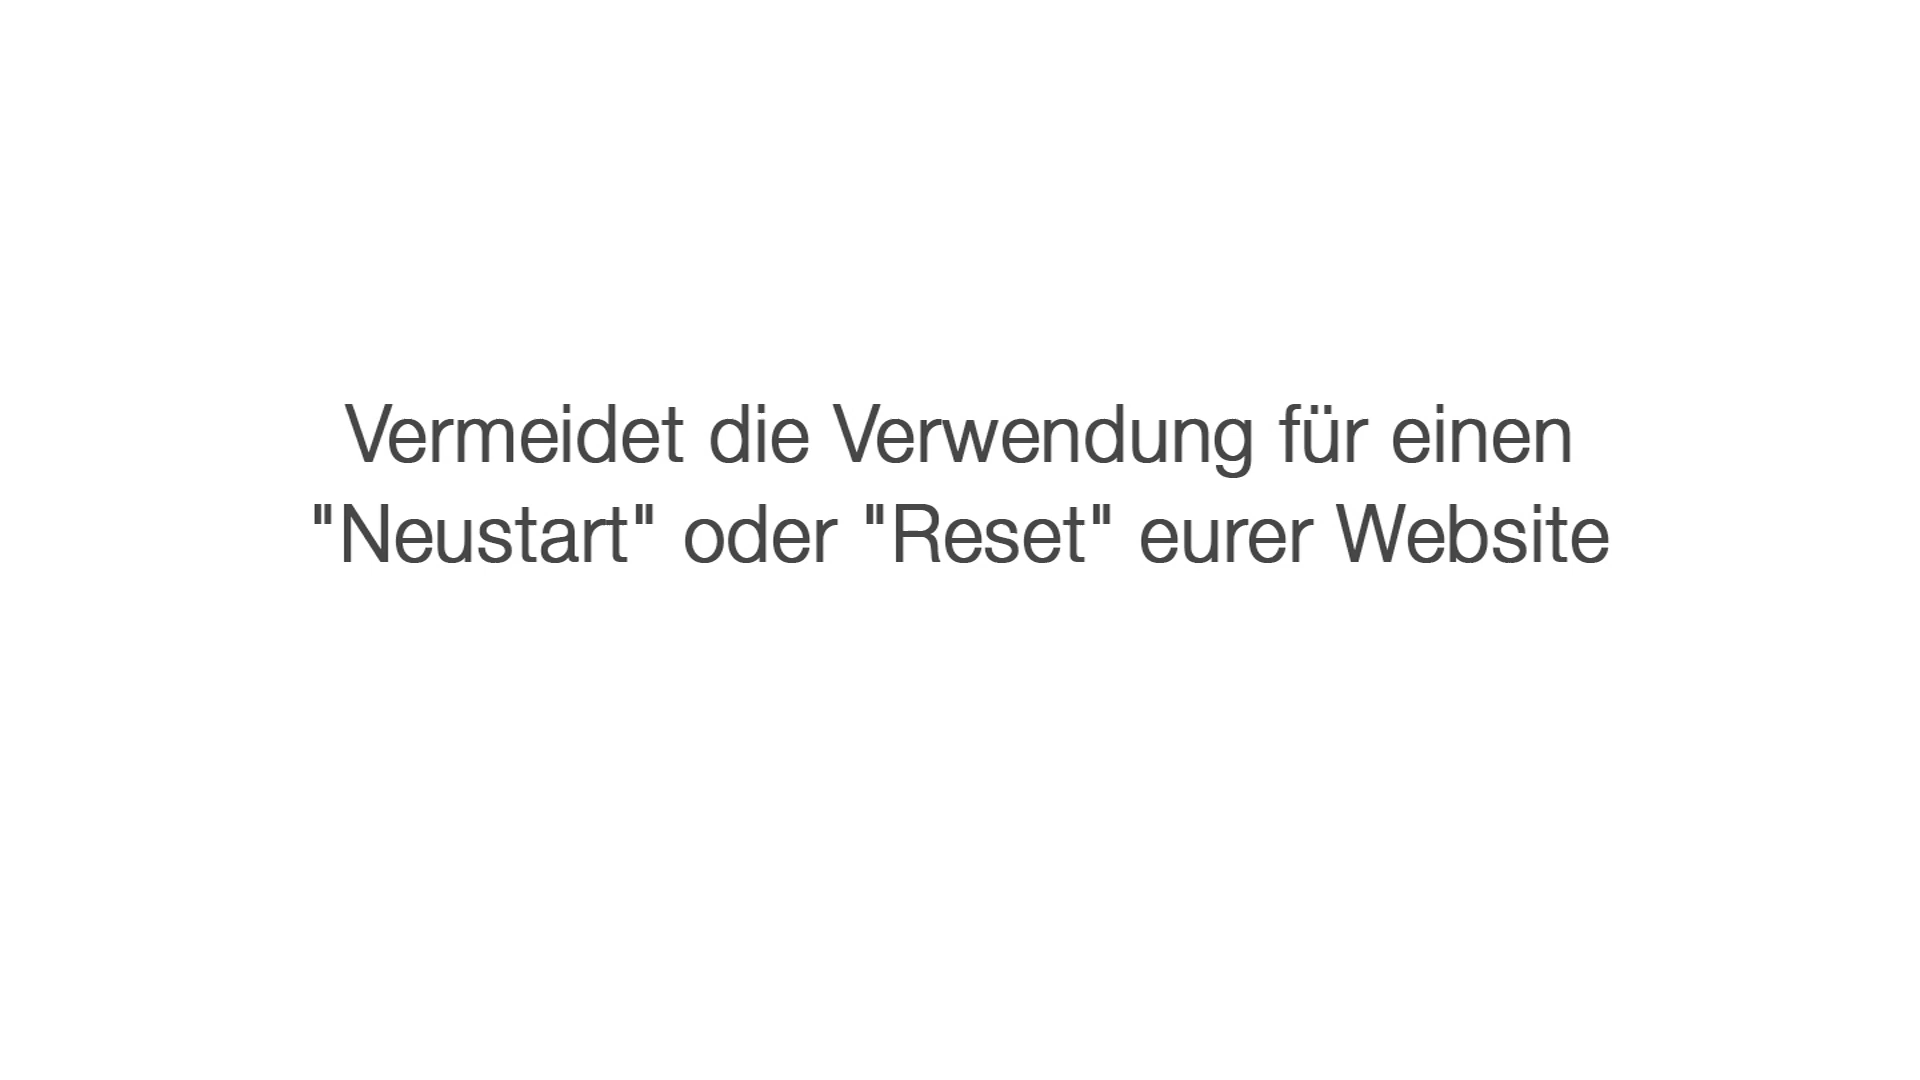 Vermeidet die Verwendung für einen
"Neustart" oder "Reset" eurer Website